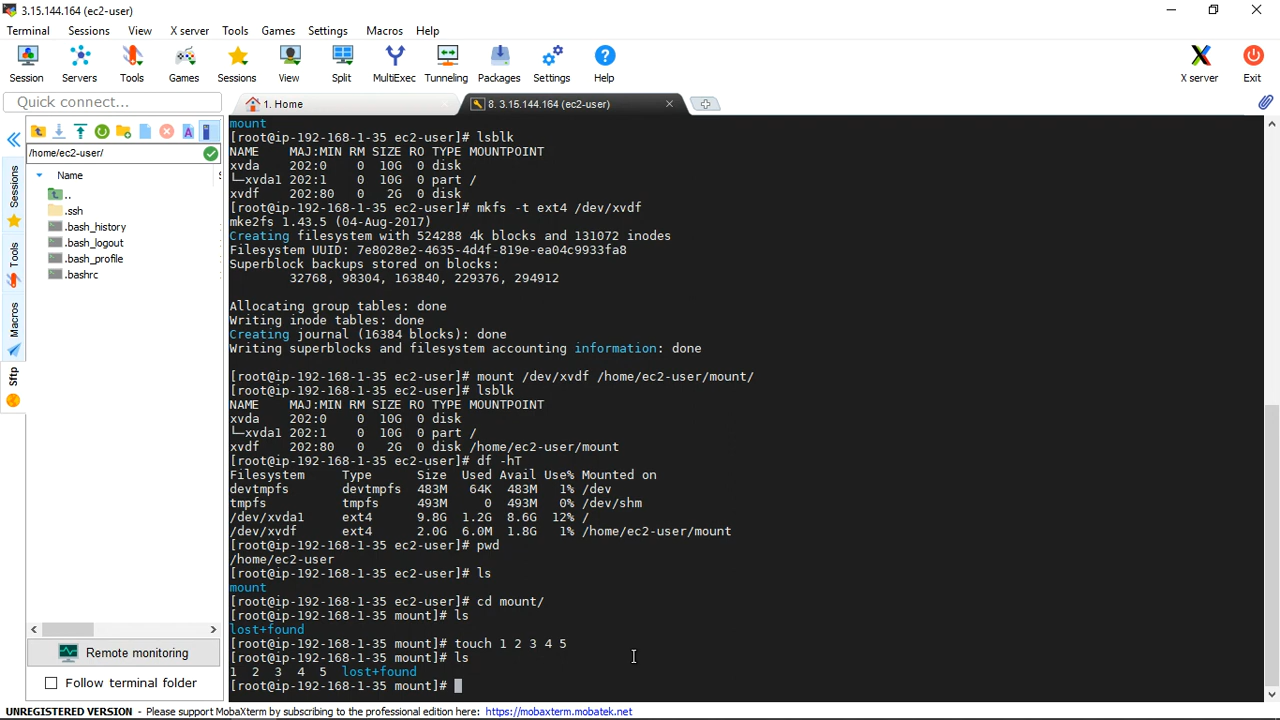 3.15.144.164 (ec2-user)
Terminal Sessions View X server Tools Games Settings Macros Help
Session Servers Tools Games Sessions View Split MultiExec Tunneling Packages Settings Help X server Exit
Quick connect...
1. Home
8. 3.15.144.164 (ec2-user)
/home/ec2-user/
Name
..
.ssh
.bash_history
.bash_logout
.bash_profile
.bashrc
Sessions
Tools
Macros
Sftp
Remote monitoring
Follow terminal folder
mount
[root@ip-192-168-1-35 ec2-user]# lsblk
NAME    MAJ:MIN RM SIZE RO TYPE MOUNTPOINT
xvda    202:0    0  10G  0 disk
└─xvda1 202:1    0  10G  0 part /
xvdf    202:80   0   2G  0 disk
[root@ip-192-168-1-35 ec2-user]# mkfs -t ext4 /dev/xvdf
mke2fs 1.43.5 (04-Aug-2017)
Creating filesystem with 524288 4k blocks and 131072 inodes
Filesystem UUID: 7e8028e2-4635-4d4f-819e-ea04c9933fa8
Superblock backups stored on blocks:
        32768, 98304, 163840, 229376, 294912
Allocating group tables: done
Writing inode tables: done
Creating journal (16384 blocks): done
Writing superblocks and filesystem accounting information: done
[root@ip-192-168-1-35 ec2-user]# mount /dev/xvdf /home/ec2-user/mount/
[root@ip-192-168-1-35 ec2-user]# lsblk
NAME    MAJ:MIN RM SIZE RO TYPE MOUNTPOINT
xvda    202:0    0  10G  0 disk
└─xvda1 202:1    0  10G  0 part /
xvdf    202:80   0   2G  0 disk /home/ec2-user/mount
[root@ip-192-168-1-35 ec2-user]# df -hT
Filesystem     Type      Size  Used Avail Use% Mounted on
devtmpfs       devtmpfs  483M   64K  483M   1% /dev
tmpfs          tmpfs     493M     0  493M   0% /dev/shm
/dev/xvda1     ext4      9.8G  1.2G  8.6G  12% /
/dev/xvdf      ext4      2.0G  6.0M  1.8G   1% /home/ec2-user/mount
[root@ip-192-168-1-35 ec2-user]# pwd
/home/ec2-user
[root@ip-192-168-1-35 ec2-user]# ls
mount
[root@ip-192-168-1-35 ec2-user]# cd mount/
[root@ip-192-168-1-35 mount]# ls
lost+found
[root@ip-192-168-1-35 mount]# touch 1 2 3 4 5
[root@ip-192-168-1-35 mount]# ls
1  2  3  4  5  lost+found
[root@ip-192-168-1-35 mount]#
UNREGISTERED VERSION - Please support MobaXterm by subscribing to the professional edition here: https://mobaxterm.mobatek.net